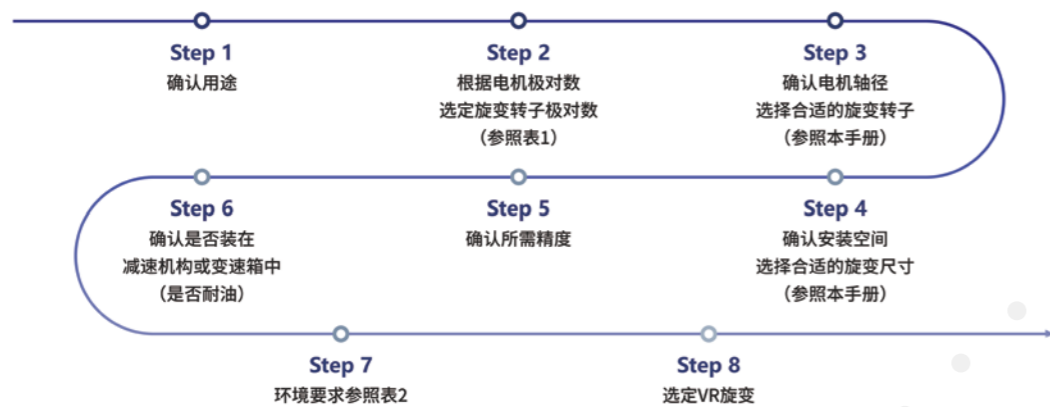 Step 1
确认用途
Step 2
根据电机极对数
选定旋变转子极对数
（参照表1）
Step 3
确认电机轴径
选择合适的旋变转子
（参照本手册）
Step 4
确认安装空间
选择合适的旋变尺寸
（参照本手册）
Step 5
确认所需精度
Step 6
确认是否装在
减速机构或变速箱中
（是否耐油）
Step 7
环境要求参照表2
Step 8
选定VR旋变